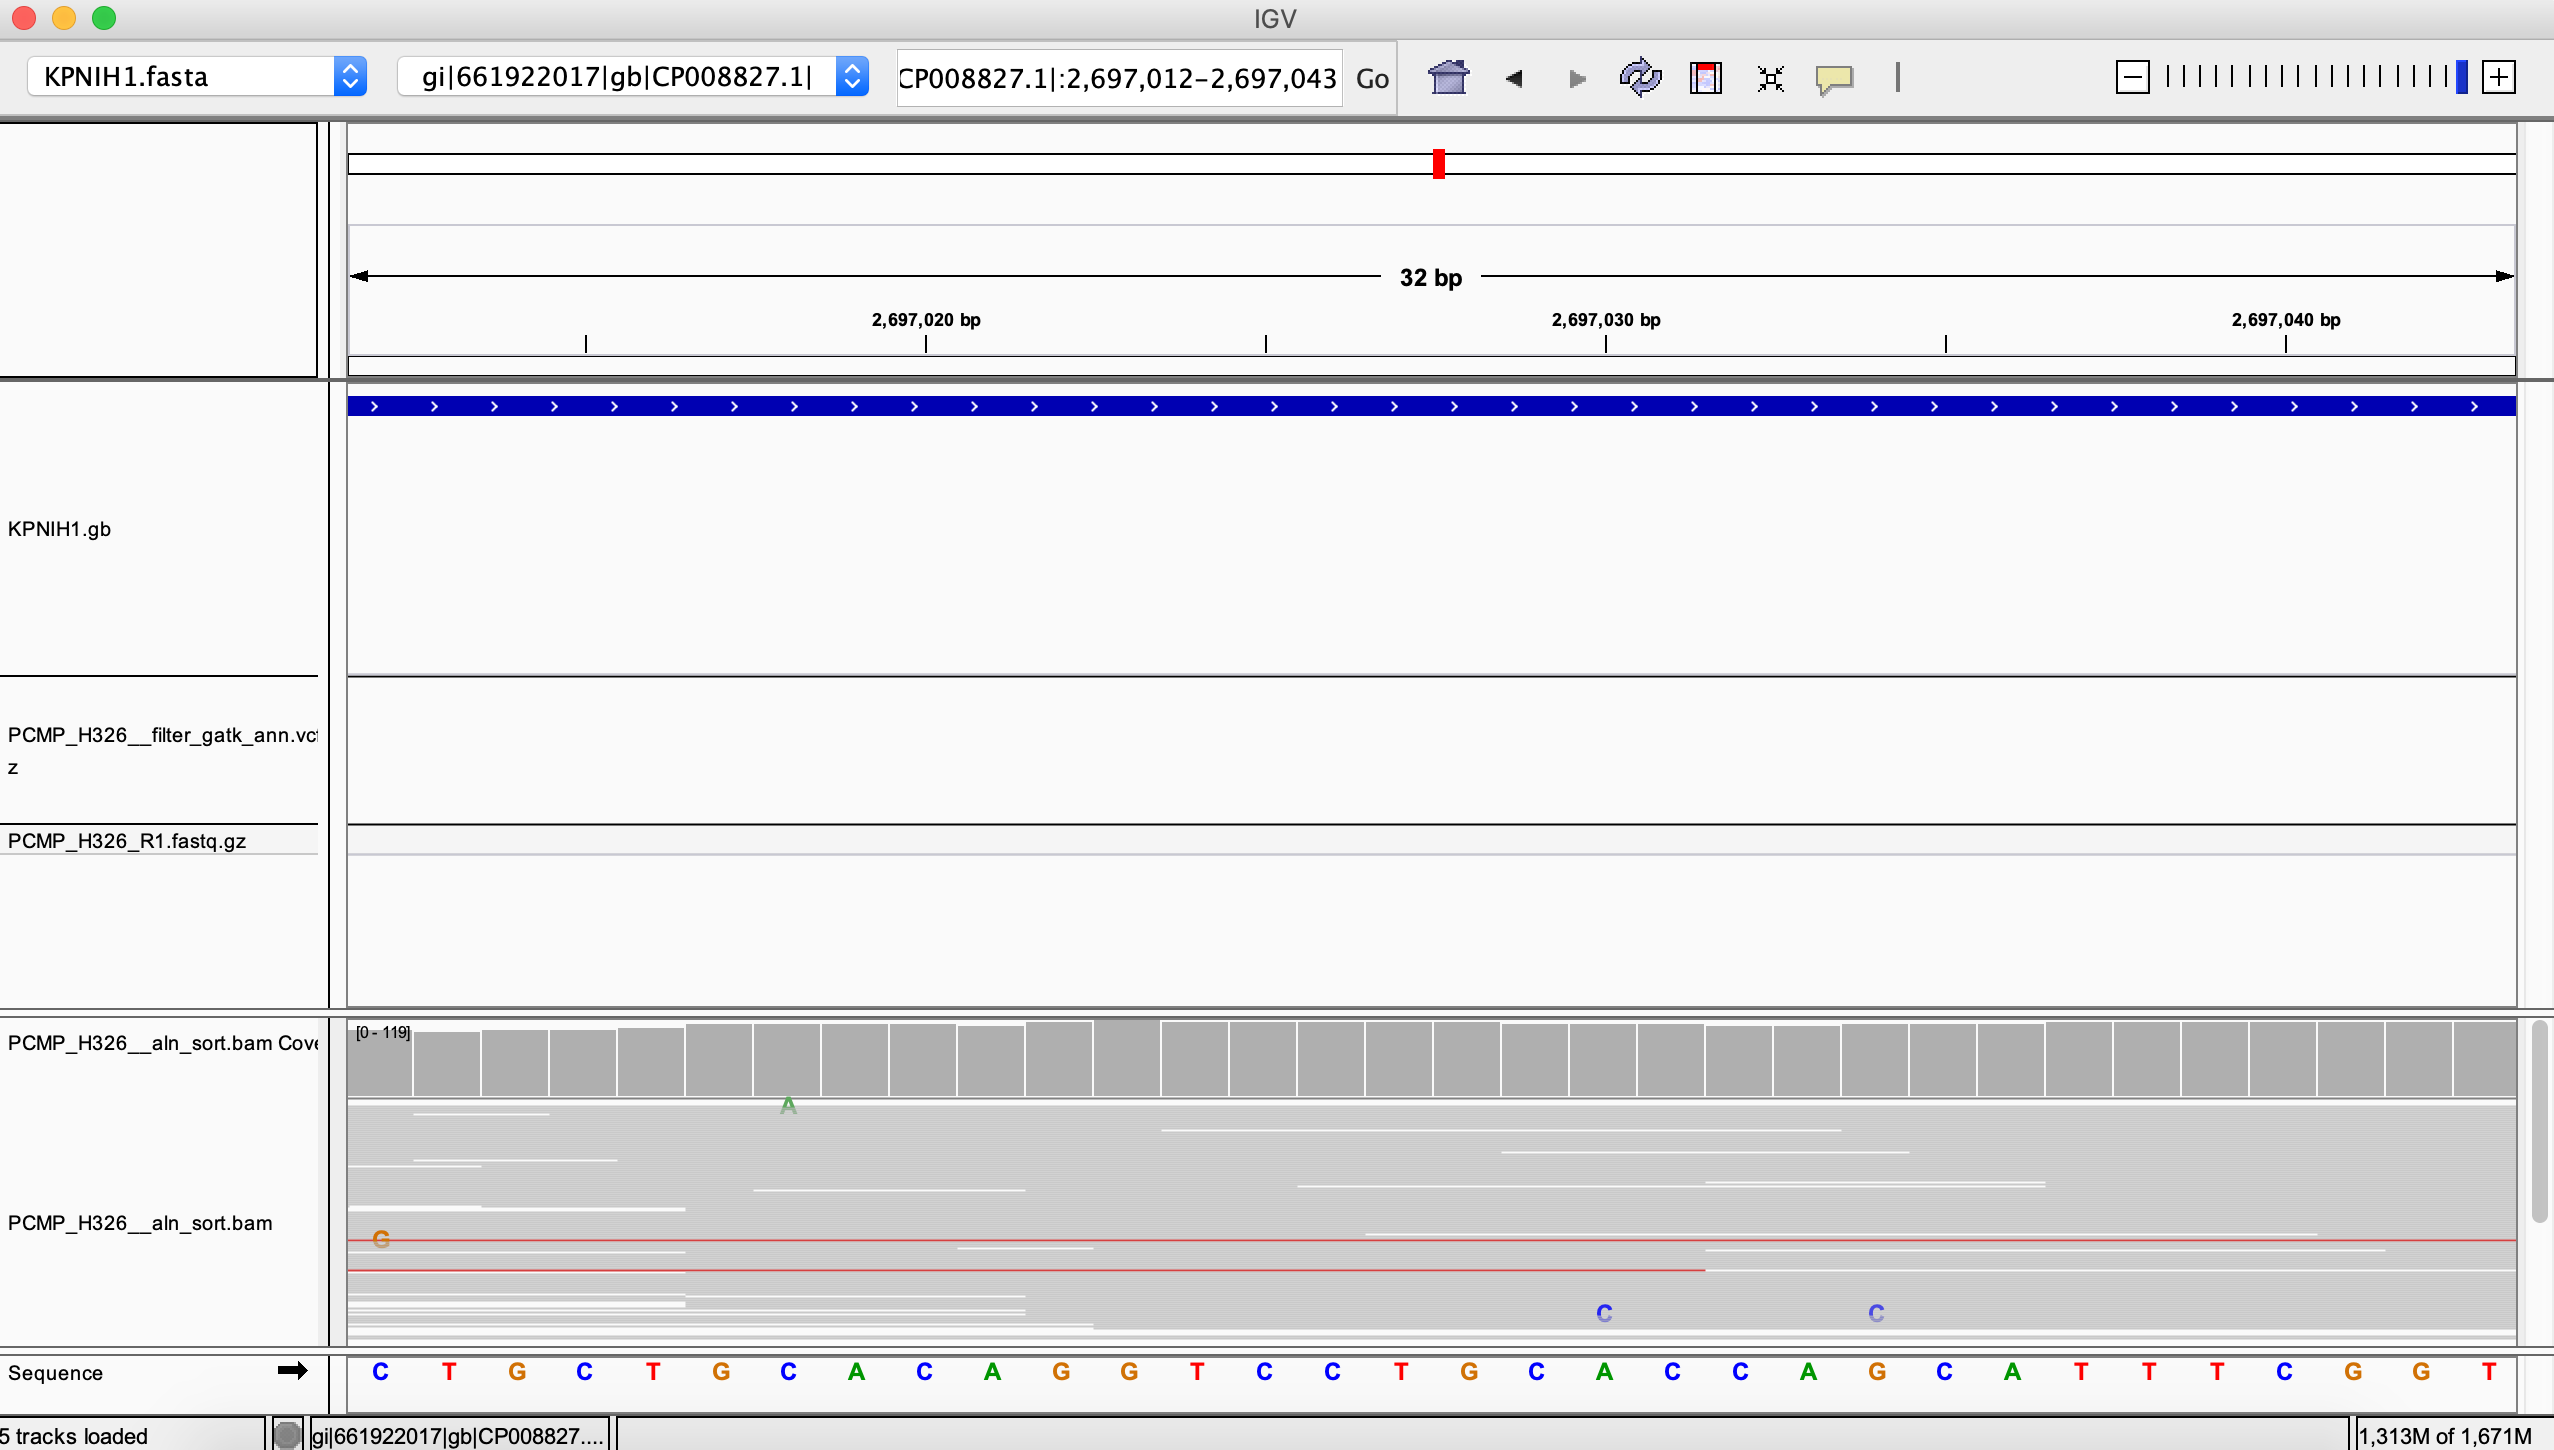 IGV
KPNIH1.fasta
gi|661922017|gb|CP008827.1|
CP008827.1|:2,697,012-2,697,043
Go
32 bp
2,697,020 bp
2,697,030 bp
2,697,040 bp
KPNIH1.gb
PCMP_H326__filter_gatk_ann.vcf
z
PCMP_H326_R1.fastq.gz
PCMP_H326__aln_sort.bam Cove
[0 - 119]
A
PCMP_H326__aln_sort.bam
G
C C
Sequence
C T G C T G C A C A G G T C C T G C A C C A G C A T T T C G G T
5 tracks loaded
gi|661922017|gb|CP008827....
1,313M of 1,671M